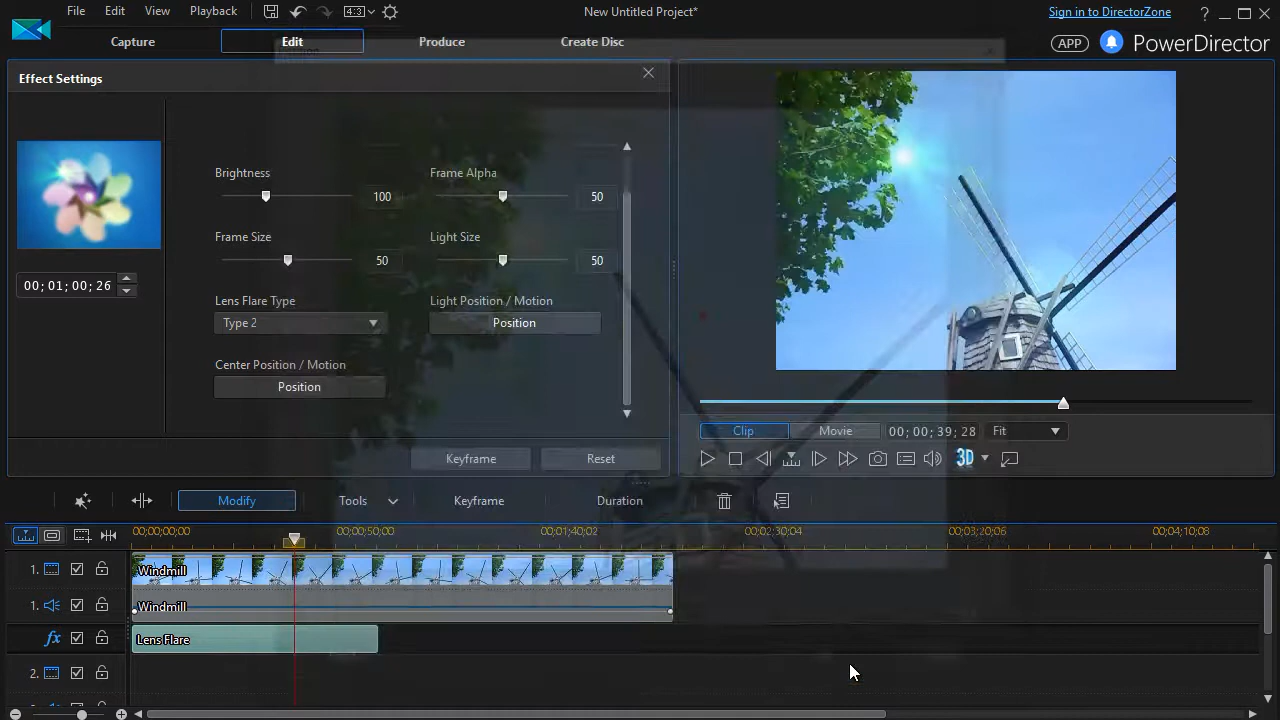 File Edit View Playback
4:3
New Untitled Project*
Sign in to DirectorZone
?
Capture Edit Produce Create Disc
APP PowerDirector
Effect Settings
Brightness
100
Frame Alpha
50
Frame Size
50
Light Size
50
Lens Flare Type
Type 2
Light Position / Motion
Position
Center Position / Motion
Position
00; 01; 00; 26
Keyframe Reset
Clip Movie 00; 00; 39; 28 Fit
3D
Modify Tools Keyframe Duration
00;00;00;00 00;00;50;00 00;01;40;02 00;02;30;04 00;03;20;06 00;04;10;08
1. Windmill
1. Windmill
fx Lens Flare
2.